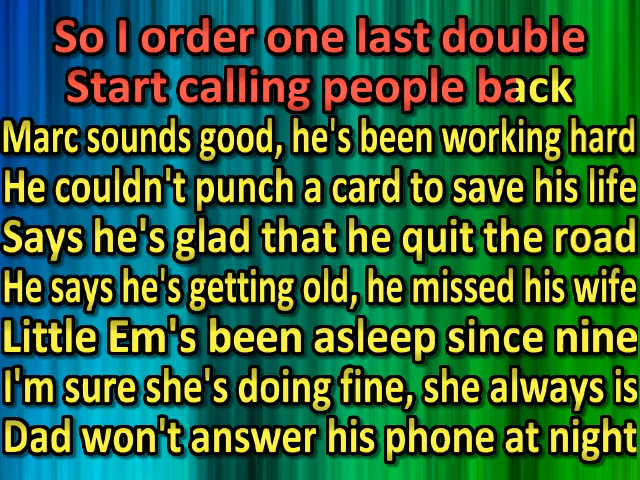 So I order one last double
Start calling people back
Marc sounds good, he's been working hard
He couldn't punch a card to save his life
Says he's glad that he quit the road
He says he's getting old, he missed his wife
Little Em's been asleep since nine
I'm sure she's doing fine, she always is
Dad won't answer his phone at night